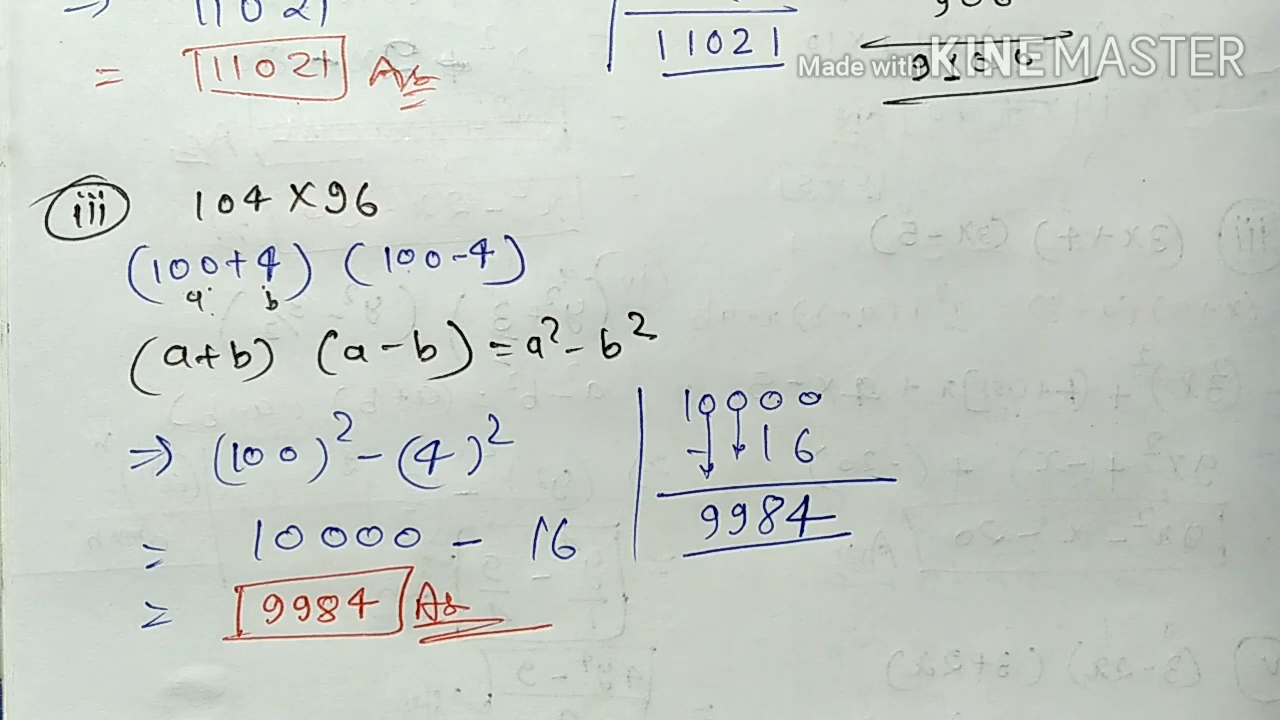 11021
= 11021 Ans
11021
Made with KINEMASTER
iii 104 × 96
(100+4) (100-4)
a b
(a+b) (a-b) = a² - b²
⇒ (100)² - (4)²
= 10000 - 16
= 9984 Ans
10000
- 16
9984